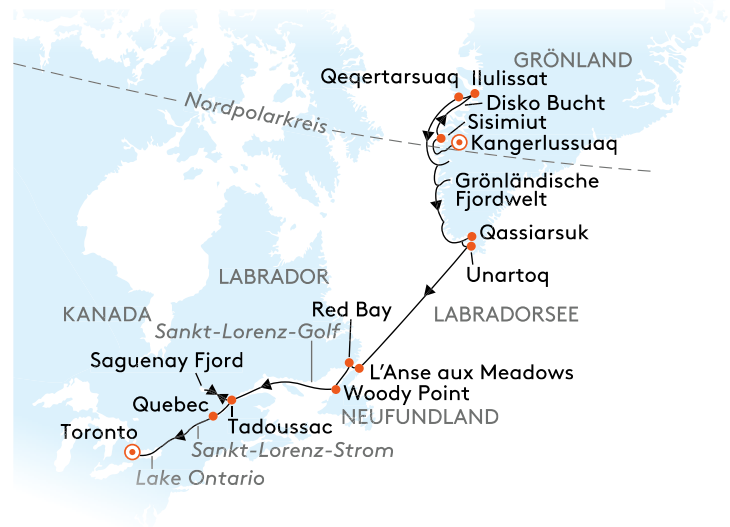 GRÖNLAND
Qeqertarsuaq
Ilulissat
Disko Bucht
Nordpolarkreis
Sisimiut
Kangerlussuaq
Grönländische
Fjordwelt
Qassiarsuk
Unartoq
LABRADOR
KANADA
Red Bay
LABRADORSEE
Sankt-Lorenz-Golf
Saguenay Fjord
L'Anse aux Meadows
Woody Point
Quebec
NEUFUNDLAND
Tadoussac
Toronto
Sankt-Lorenz-Strom
Lake Ontario